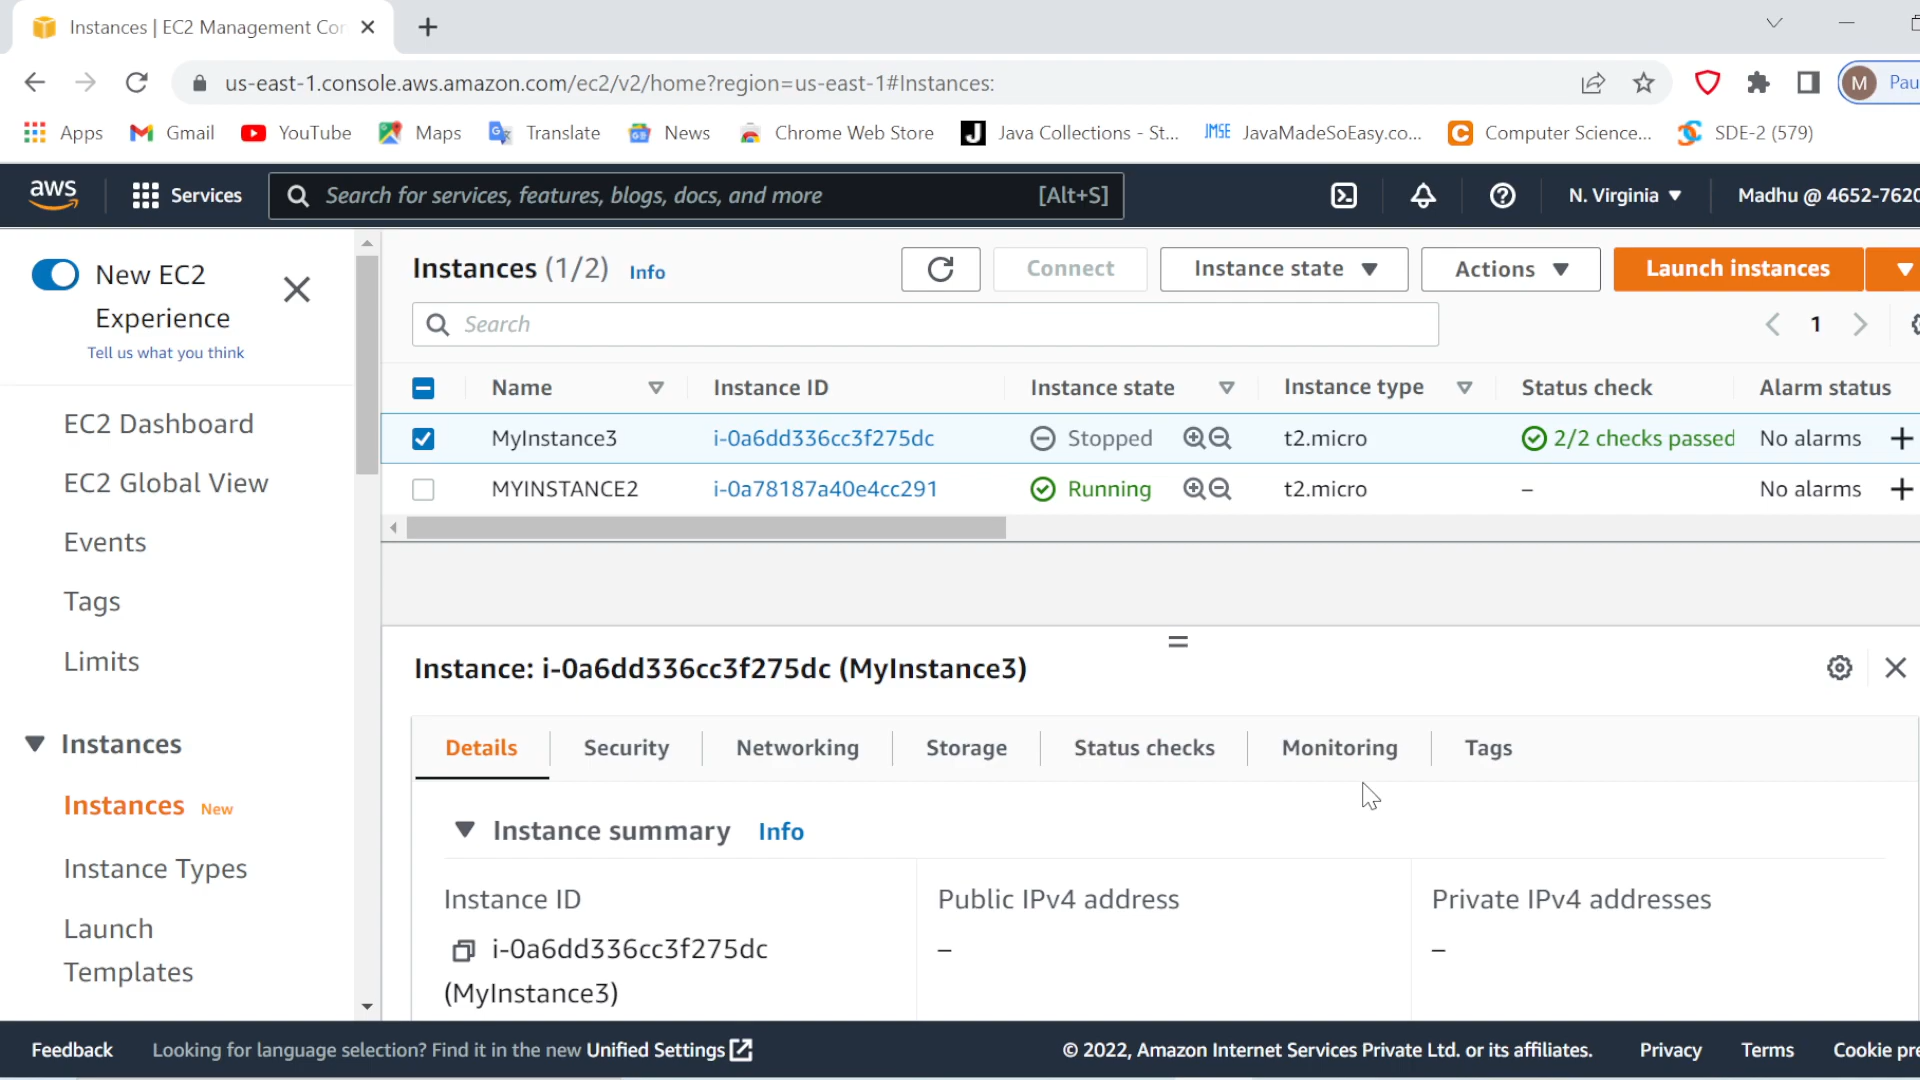 Instances | EC2 Management Cor
us-east-1.console.aws.amazon.com/ec2/v2/home?region=us-east-1#Instances:
M Pau
Apps Gmail YouTube Maps Translate News Chrome Web Store Java Collections - St... JavaMadeSoEasy.co... Computer Science... SDE-2 (579)
aws Services Search for services, features, blogs, docs, and more [Alt+S] N. Virginia Madhu @ 4652-7620
New EC2
Experience
Tell us what you think
EC2 Dashboard
EC2 Global View
Events
Tags
Limits
Instances
Instances New
Instance Types
Launch
Templates
Instances (1/2) Info Connect Instance state Actions Launch instances
Search 1
Name Instance ID Instance state Instance type Status check Alarm status
MyInstance3 i-0a6dd336cc3f275dc Stopped t2.micro 2/2 checks passed No alarms
MYINSTANCE2 i-0a78187a40e4cc291 Running t2.micro – No alarms
Instance: i-0a6dd336cc3f275dc (MyInstance3)
Details Security Networking Storage Status checks Monitoring Tags
Instance summary Info
Instance ID Public IPv4 address Private IPv4 addresses
i-0a6dd336cc3f275dc – –
(MyInstance3)
Feedback Looking for language selection? Find it in the new Unified Settings © 2022, Amazon Internet Services Private Ltd. or its affiliates. Privacy Terms Cookie pre